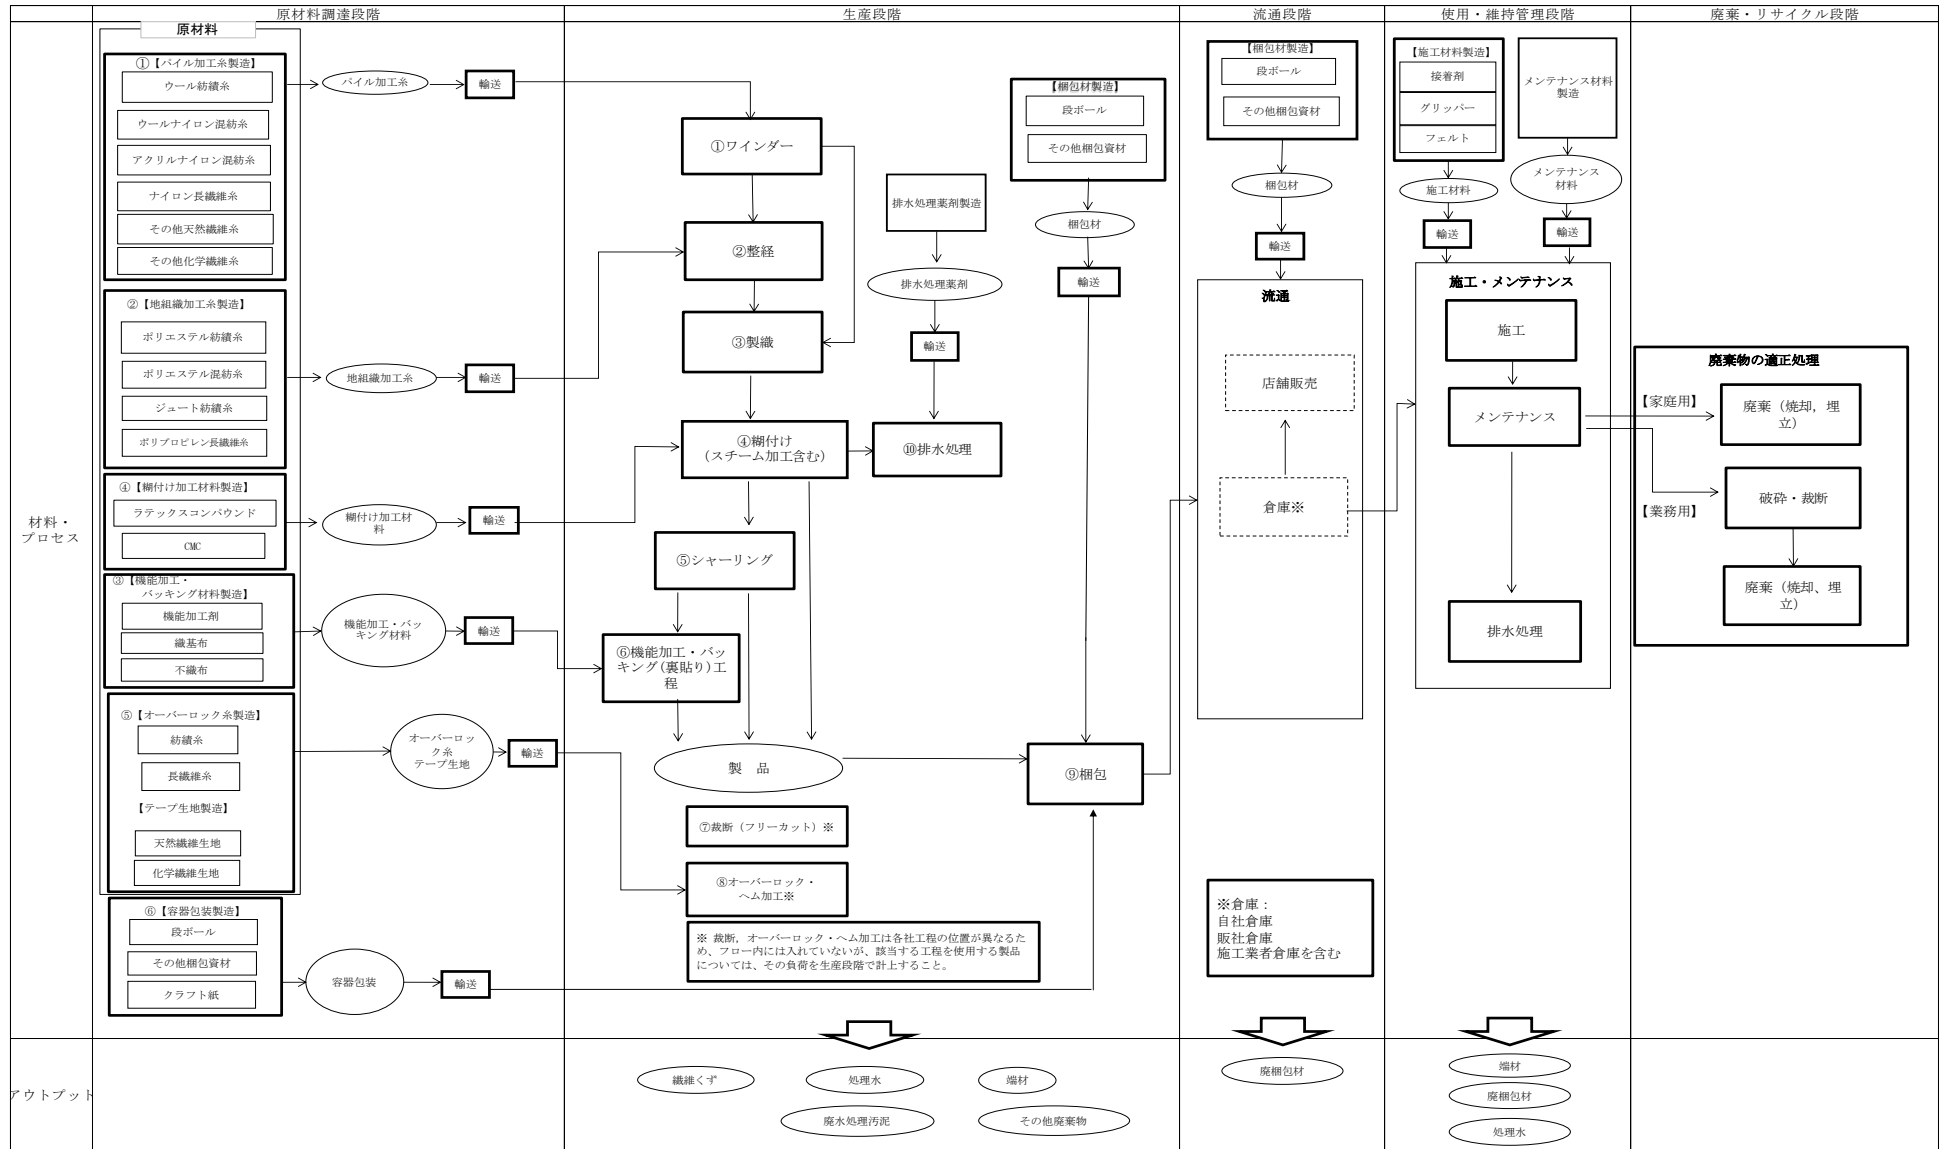 原材料調達段階
生産段階
流通段階
使用・維持管理段階
廃棄・リサイクル段階
材料・
プロセス
原材料
①【パイル加工糸製造】
ウール紡績糸
ウールナイロン混紡糸
アクリルナイロン混紡糸
ナイロン長繊維糸
その他天然繊維糸
その他化学繊維糸
パイル加工糸
輸送
②【地組織加工糸製造】
ポリエステル紡績糸
ポリエステル混紡糸
ジュート紡績糸
ポリプロピレン長繊維糸
地組織加工糸
輸送
④【糊付け加工材料製造】
ラテックスコンパウンド
CMC
糊付け加工材
料
輸送
③【機能加工・
バッキング材料製造】
機能加工剤
織基布
不織布
機能加工・バッ
キング材料
輸送
⑤【オーバーロック糸製造】
紡績糸
長繊維糸
【テープ生地製造】
天然繊維生地
化学繊維生地
オーバーロッ
ク糸
テープ生地
輸送
⑥【容器包装製造】
段ボール
その他梱包資材
クラフト紙
容器包装
輸送
①ワインダー
②整経
③製織
④糊付け
(スチーム加工含む)
⑤シャーリング
⑥機能加工・バッ
キング(裏貼り)工
程
製　品
⑦裁断（フリーカット）※
⑧オーバーロック・
ヘム加工※
※ 裁断，オーバーロック・ヘム加工は各社工程の位置が異なるた
め、フロー内には入れていないが、該当する工程を使用する製品
については、その負荷を生産段階で計上すること。
排水処理薬剤製造
排水処理薬剤
輸送
⑩排水処理
【梱包材製造】
段ボール
その他梱包資材
梱包材
輸送
⑨梱包
【梱包材製造】
段ボール
その他梱包資材
梱包材
輸送
流通
店舗販売
倉庫※
※倉庫：
自社倉庫
販社倉庫
施工業者倉庫を含む
【施工材料製造】
接着剤
グリッパー
フェルト
施工材料
輸送
メンテナンス材料
製造
メンテナンス
材料
輸送
施工・メンテナンス
施工
メンテナンス
排水処理
廃棄物の適正処理
【家庭用】
廃棄（焼却，埋
立）
【業務用】
破砕・裁断
廃棄（焼却、埋
立）
アウトプット
繊維くず
処理水
端材
廃水処理汚泥
その他廃棄物
廃梱包材
端材
廃梱包材
処理水